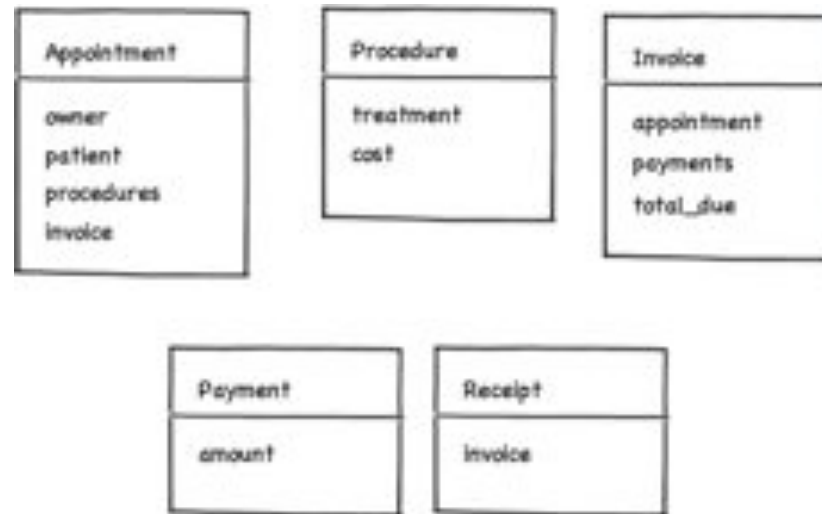 Appointment
owner
patient
procedures
invoice
Procedure
treatment
cost
Invoice
appointment
payments
total_due
Payment
amount
Receipt
invoice